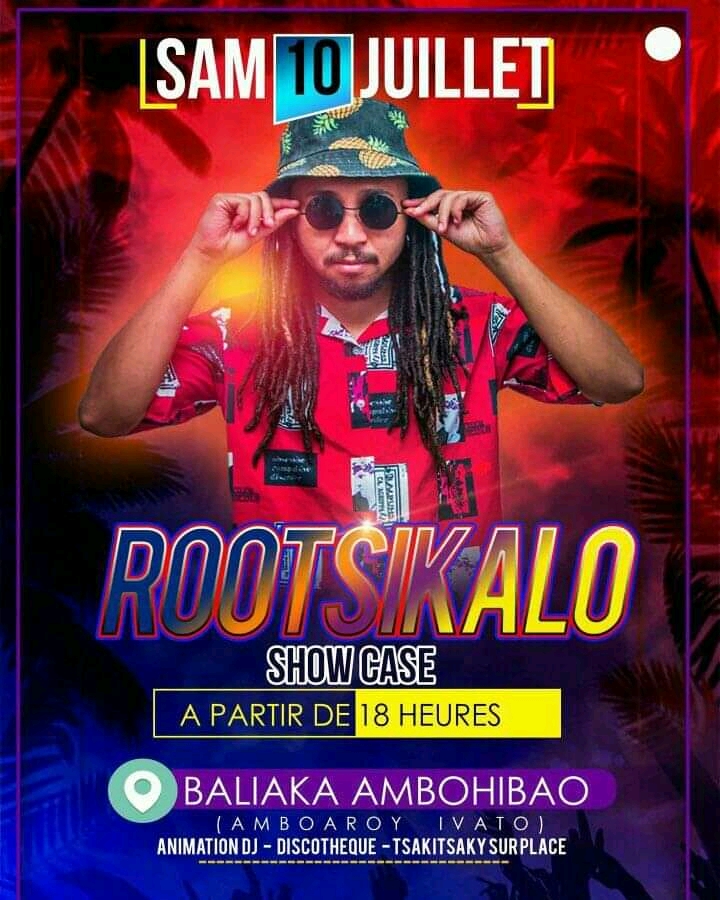 SAM 10 JUILLET
ROOTSIKALO
SHOW CASE
A PARTIR DE 18 HEURES
BALIAKA AMBOHIBAO
(AMBOAROY IVATO)
ANIMATION DJ - DISCOTHEQUE - TSAKITSAKY SUR PLACE